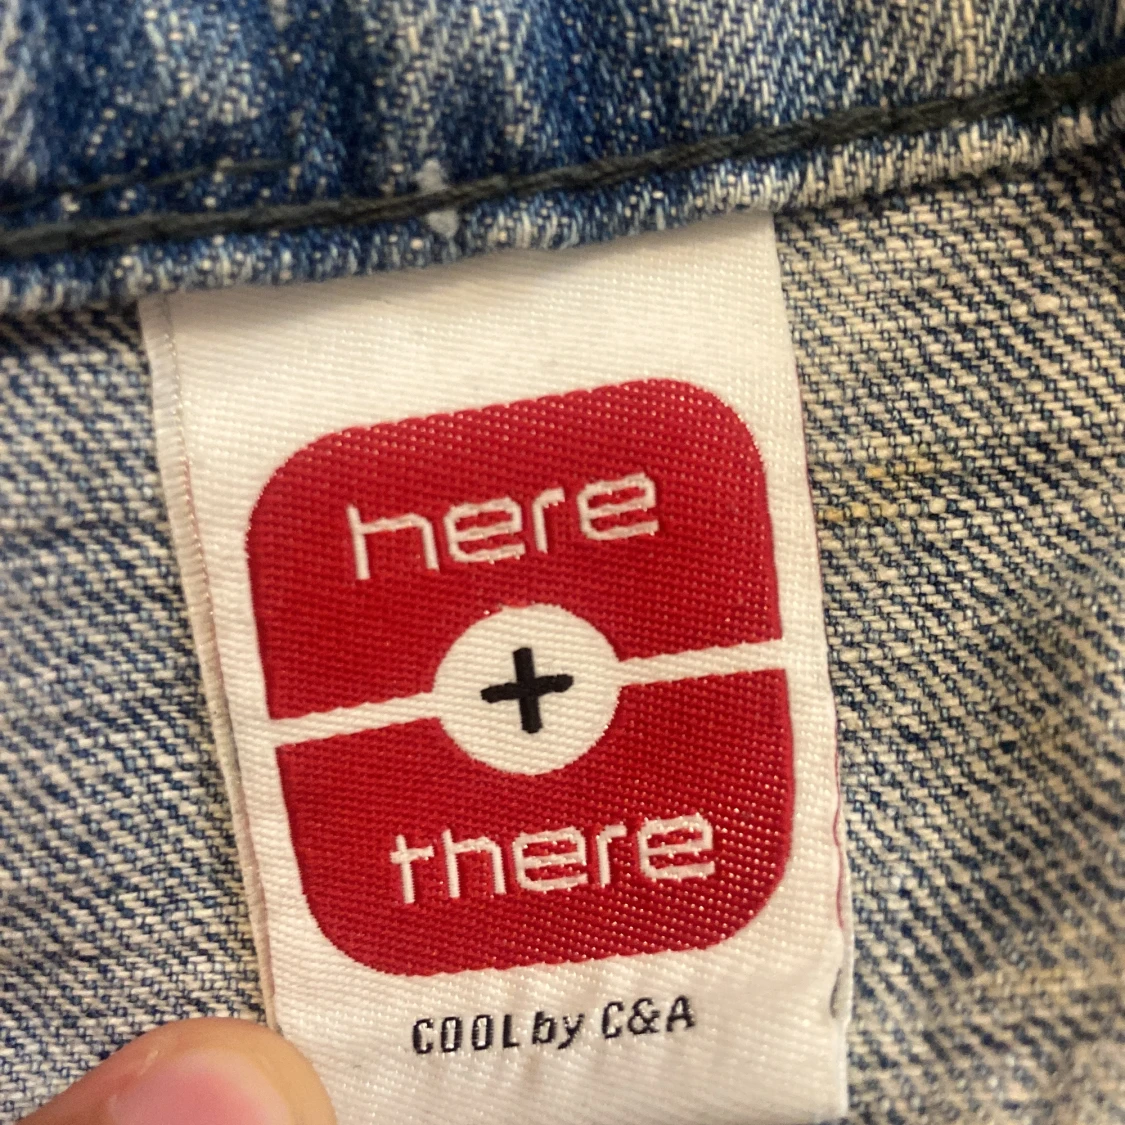 here
+
there
COOL by C&A